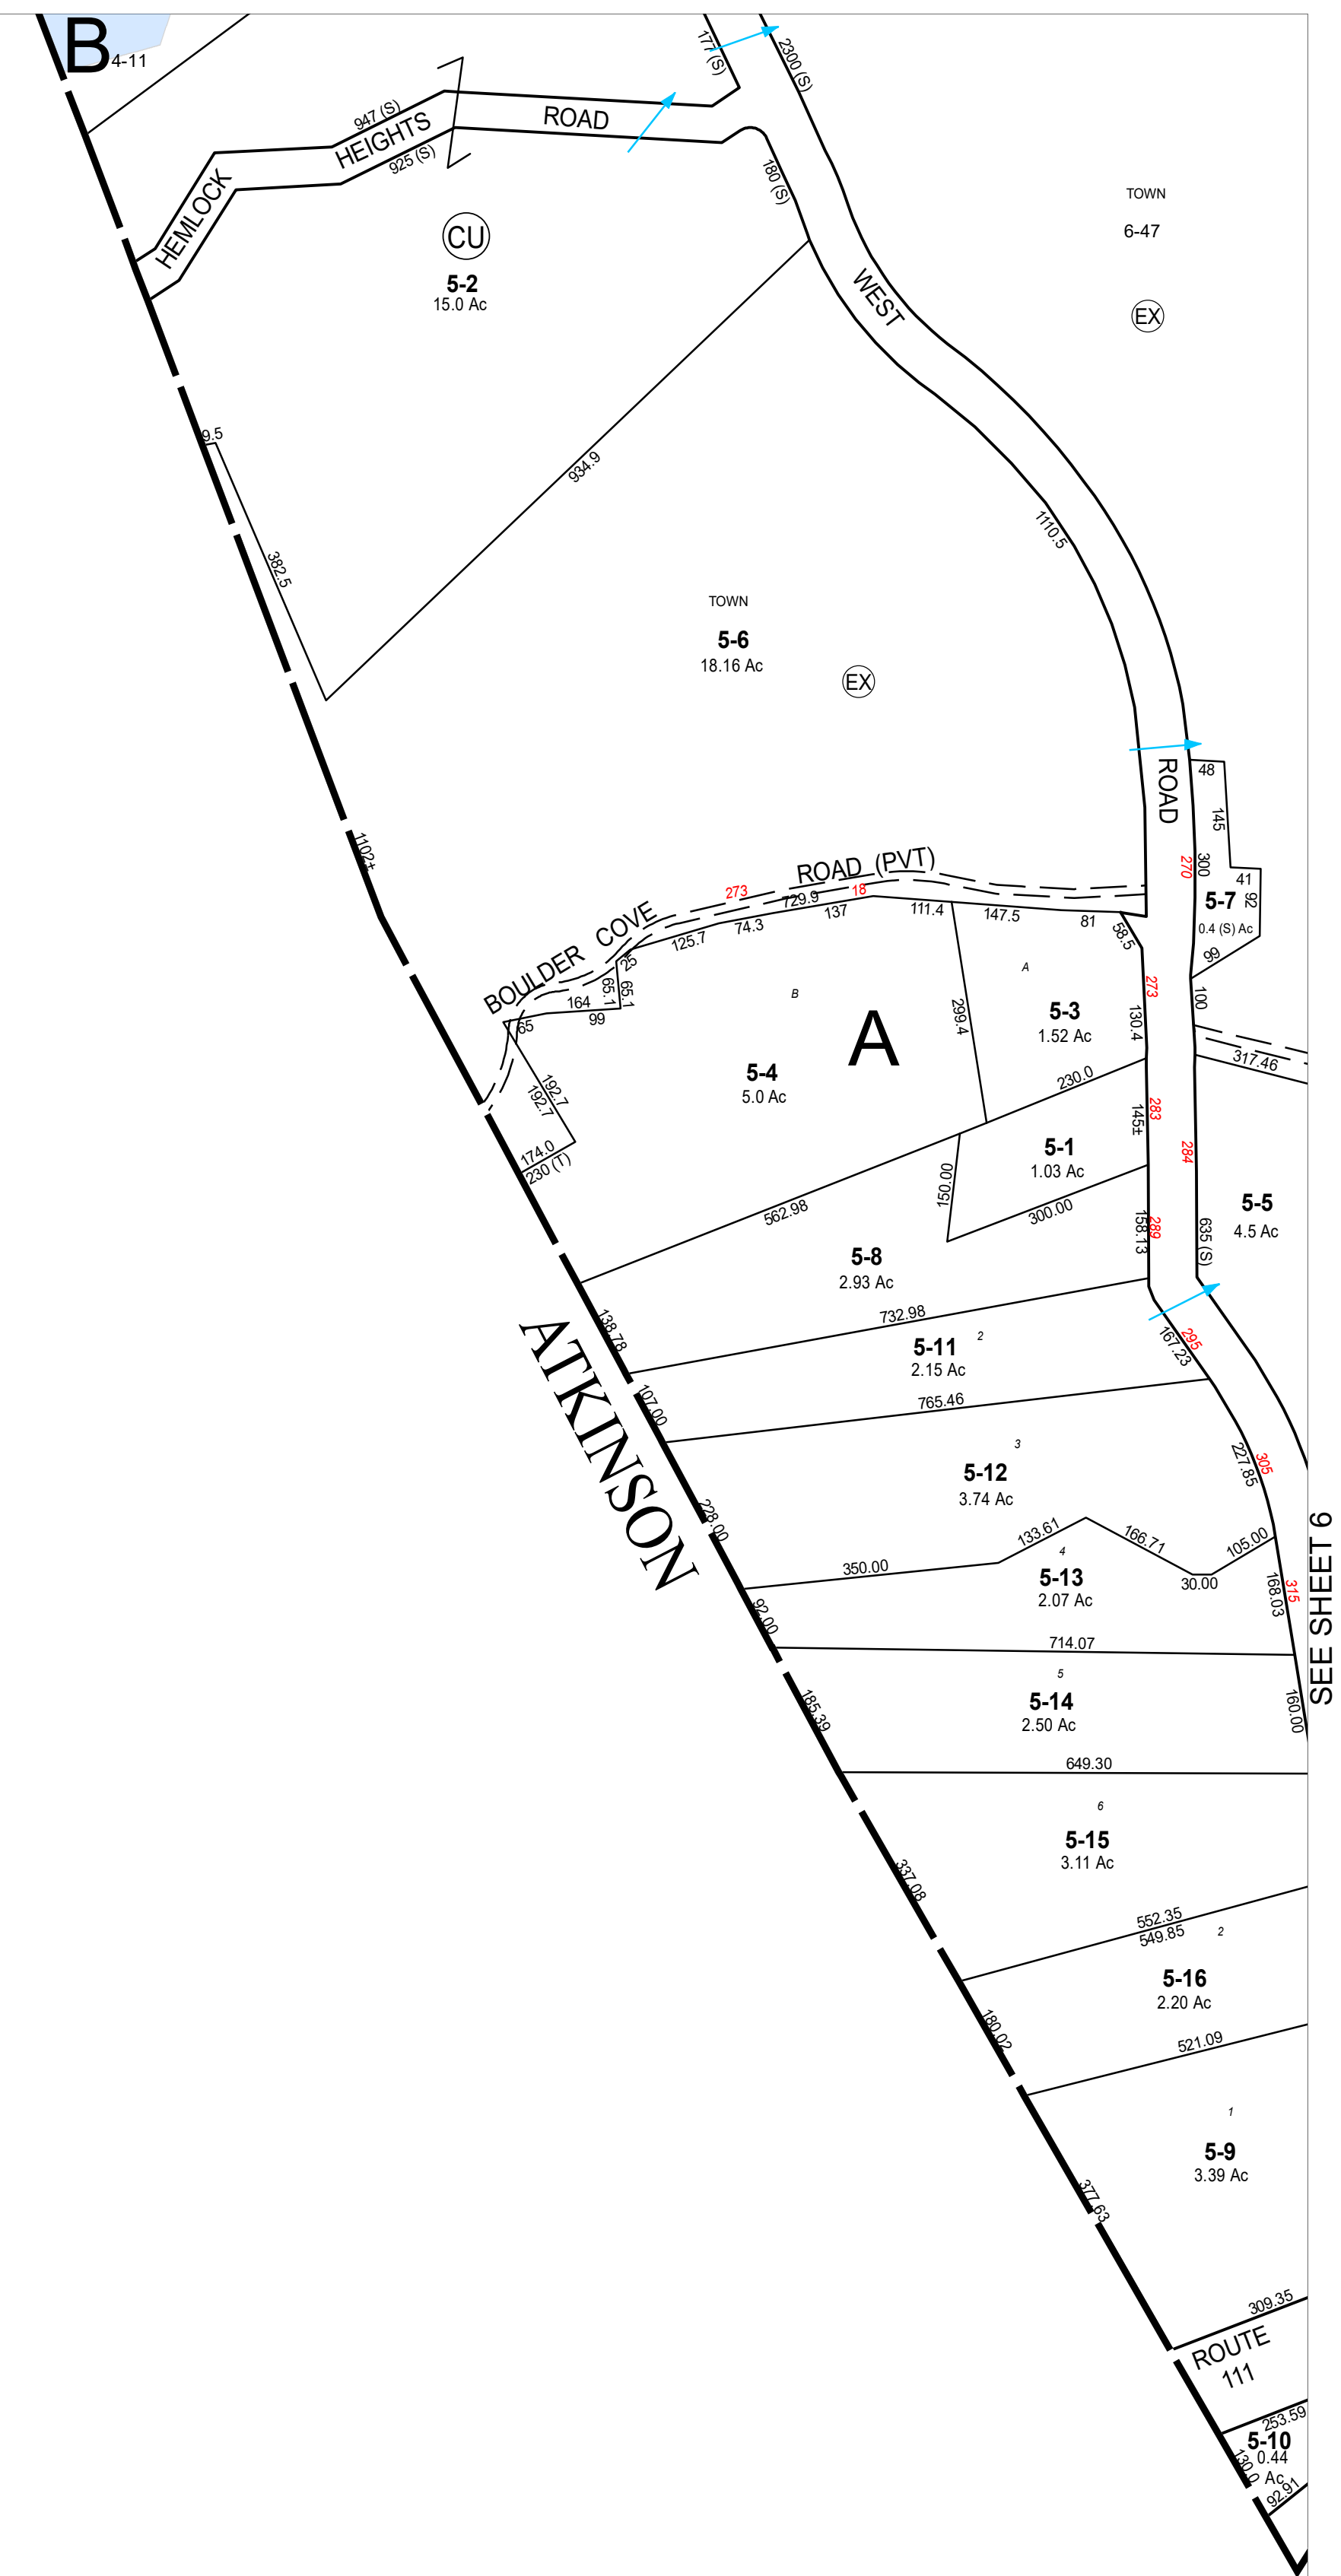 B
4-11
177 (S)
2300 (S)
947 (S)
HEMLOCK HEIGHTS ROAD
925 (S)
180 (S)
CU
5-2
15.0 Ac
TOWN
6-47
EX
WEST
9.5
934.9
382.5
1110.5
TOWN
5-6
18.16 Ac
EX
ROAD
48
145
1102±
300
270
41
92
5-7
0.4 (S) Ac
99
BOULDER COVE ROAD (PVT)
273
729.9
18
137
111.4
147.5
81
58.5
74.3
125.7
25
65.1
65.1
164
99
65
B
A
A
299.4
5-3
1.52 Ac
273
130.4
100
317.46
5-4
5.0 Ac
192.7
192.7
174.0
230 (T)
230.0
283
145±
284
5-1
1.03 Ac
150.00
300.00
562.98
289
158.13
635 (S)
5-5
4.5 Ac
5-8
2.93 Ac
138.78
732.98
2
5-11
2.15 Ac
295
167.23
ATKINSON
107.00
765.46
3
5-12
3.74 Ac
305
227.85
228.00
133.61
166.71
105.00
350.00
30.00
4
5-13
2.07 Ac
315
168.03
SEE SHEET 6
92.00
714.07
5
5-14
2.50 Ac
160.00
185.39
649.30
6
5-15
3.11 Ac
337.08
552.35
549.85
2
5-16
2.20 Ac
180.02
521.09
1
5-9
3.39 Ac
377.63
309.35
ROUTE
111
253.59
5-10
0.44
Ac
130.0
92.91